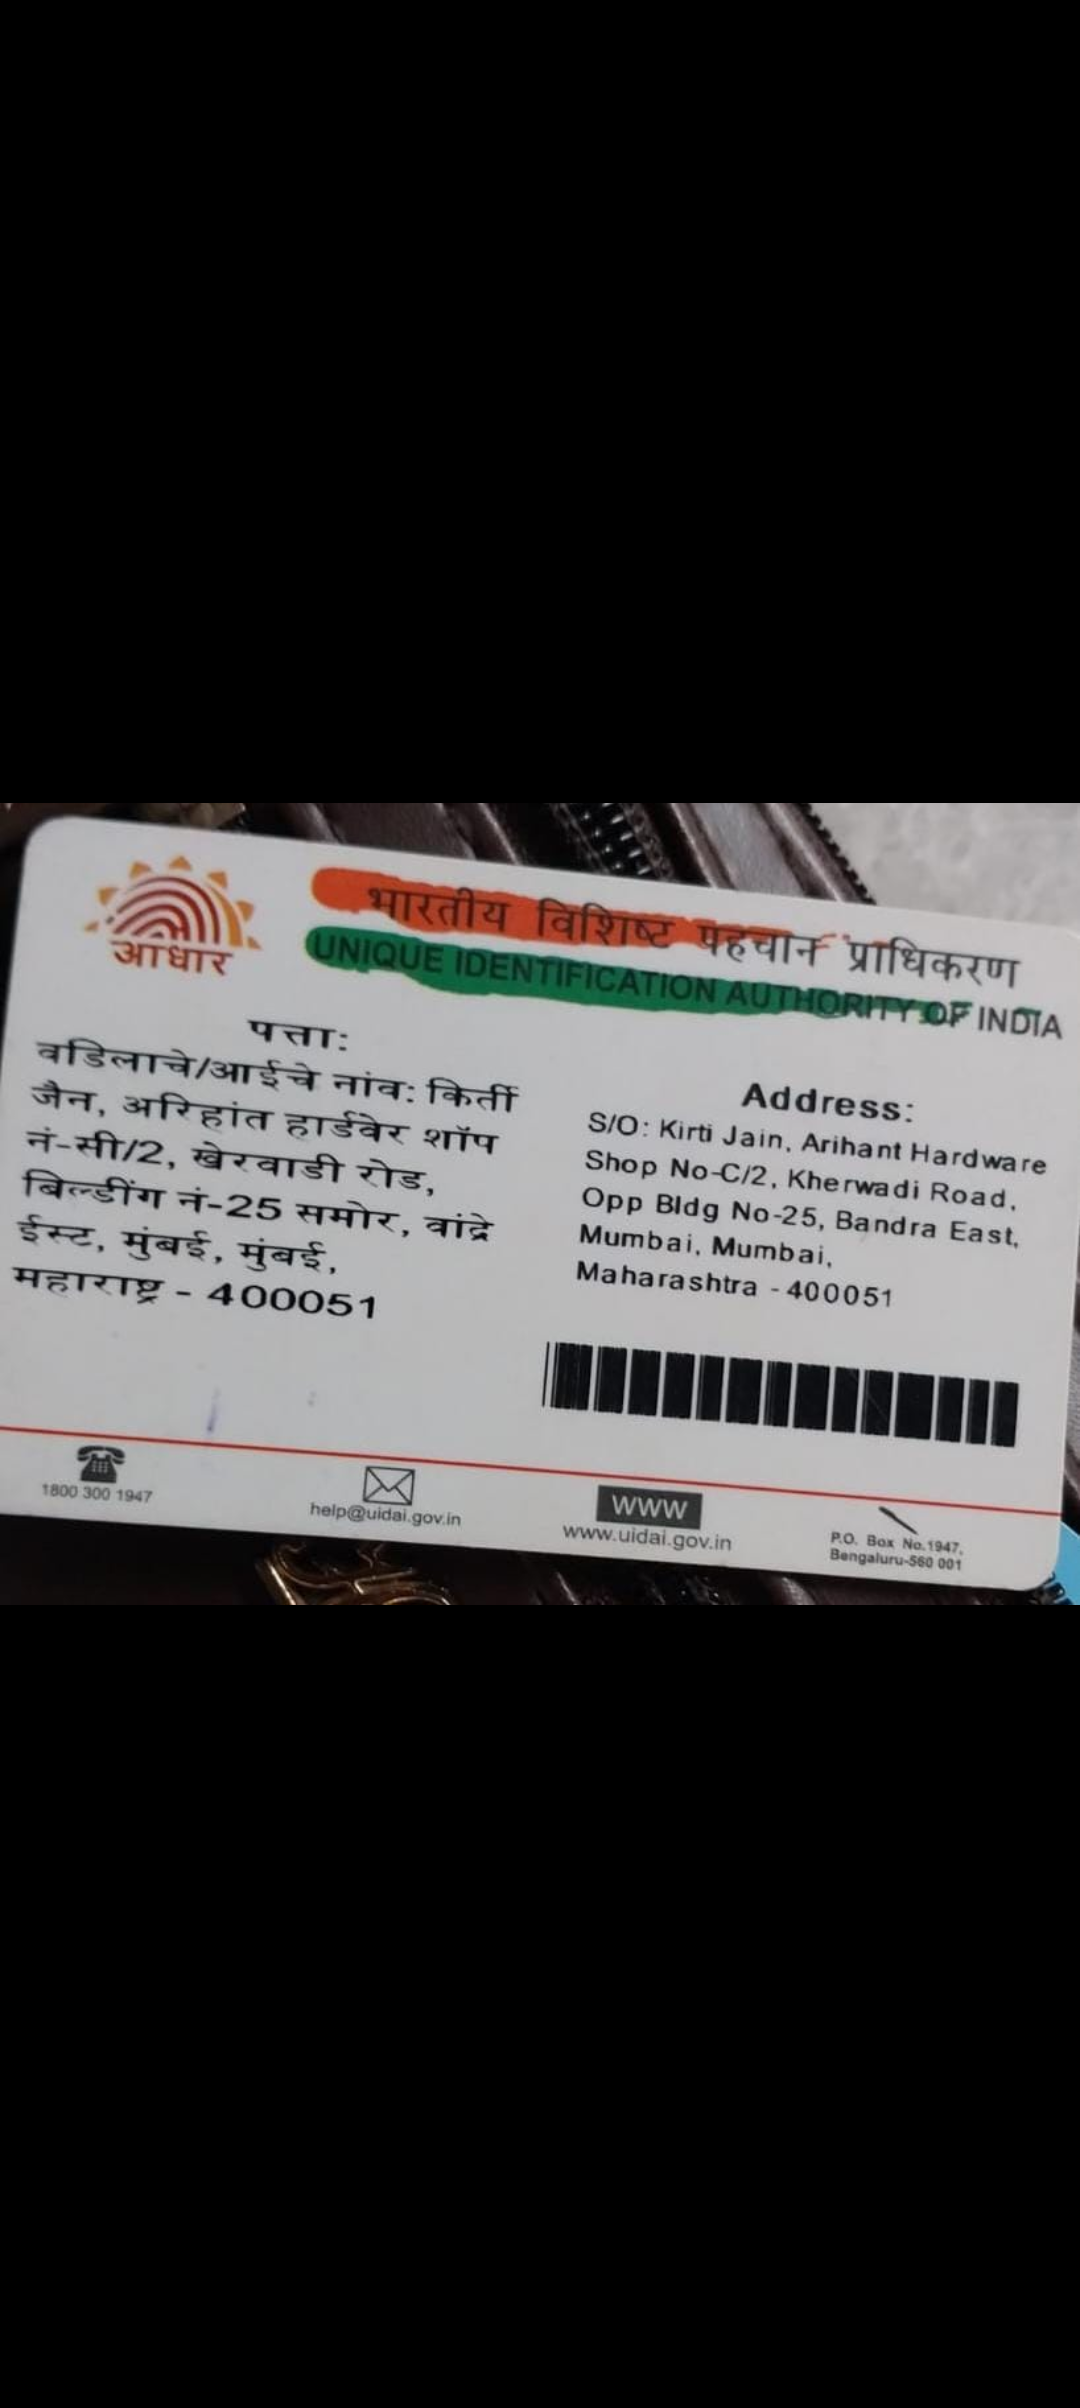 आधार
भारतीय विशिष्ट पहचान प्राधिकरण
UNIQUE IDENTIFICATION AUTHORITY OF INDIA
पत्ता:
वडिलाचे/आईचे नांव: किर्ती
जैन, अरिहांत हार्डवेर शॉप
नं-सी/2, खेरवाडी रोड,
बिल्डींग नं-25 समोर, वांद्रे
ईस्ट, मुंबई, मुंबई,
महाराष्ट्र - 400051
Address:
S/O: Kirti Jain, Arihant Hardware
Shop No-C/2, Kherwadi Road,
Opp Bldg No-25, Bandra East,
Mumbai, Mumbai,
Maharashtra - 400051
1800 300 1947
help@uidai.gov.in
WWW
www.uidai.gov.in
P.O. Box No.1947,
Bengaluru-560 001